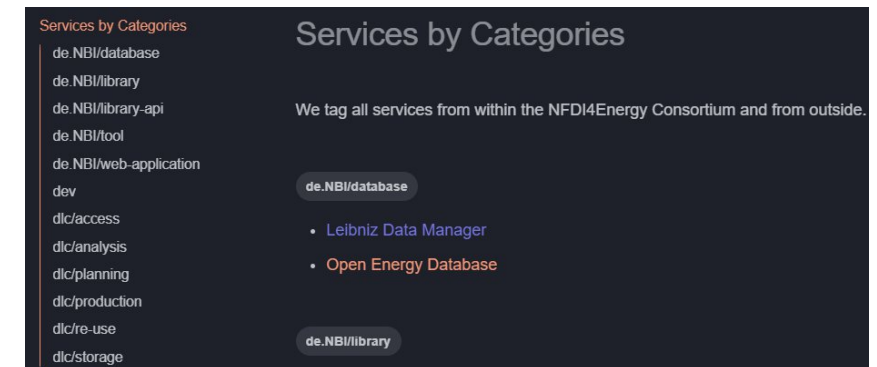 Services by Categories
de.NBI/database
de.NBI/library
de.NBI/library-api
de.NBI/tool
de.NBI/web-application
dev
dlc/access
dlc/analysis
dlc/planning
dlc/production
dlc/re-use
dlc/storage
Services by Categories
We tag all services from within the NFDI4Energy Consortium and from outside.
de.NBI/database
• Leibniz Data Manager
• Open Energy Database
de.NBI/library